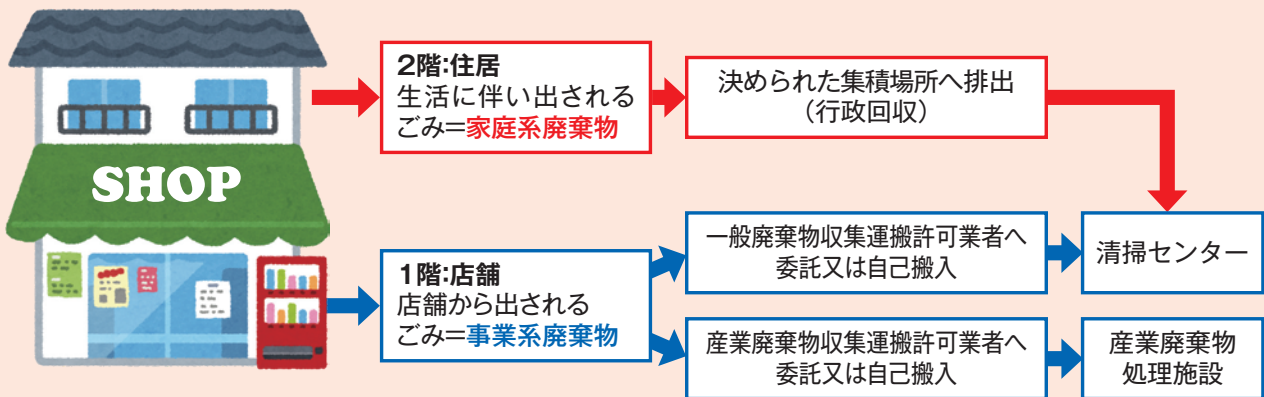 SHOP
2階:住居
生活に伴い出される
ごみ=家庭系廃棄物
決められた集積場所へ排出
（行政回収）
1階:店舗
店舗から出される
ごみ=事業系廃棄物
一般廃棄物収集運搬許可業者へ
委託又は自己搬入
清掃センター
産業廃棄物収集運搬許可業者へ
委託又は自己搬入
産業廃棄物
処理施設